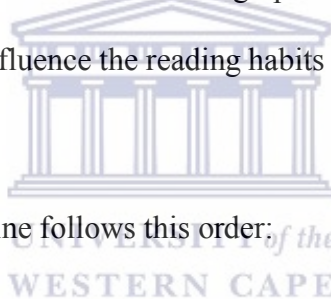 fluence the reading habits
ne follows this order:
UNIVERSITY of the
WESTERN CAPE